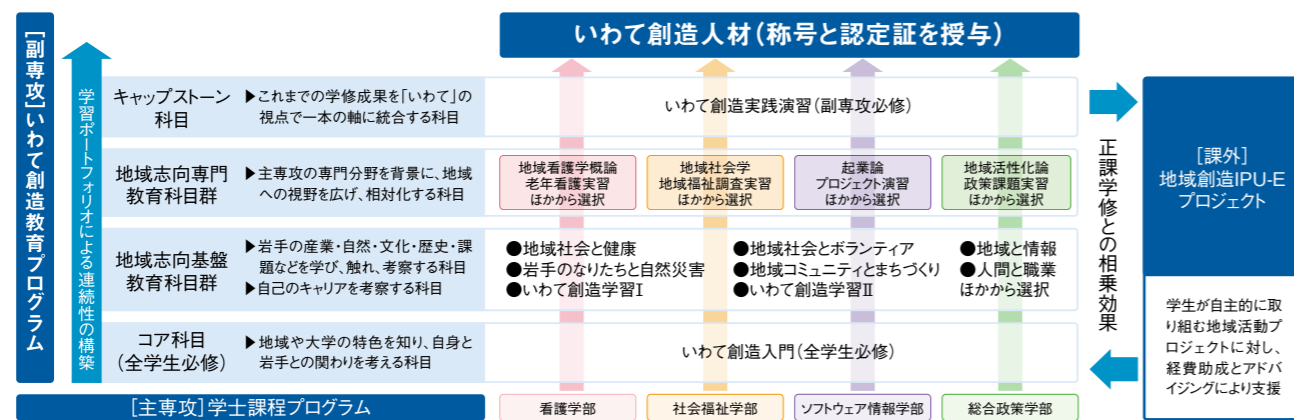 [副専攻]いわて創造教育プログラム
学習ポートフォリオによる連続性の構築
いわて創造人材(称号と認定証を授与)
キャップストーン
科目
▶これまでの学修成果を「いわて」の
視点で一本の軸に統合する科目
いわて創造実践演習(副専攻必修)
地域志向専門
教育科目群
▶主専攻の専門分野を背景に、地域
への視野を広げ、相対化する科目
地域看護学概論
老年看護実習
ほかから選択
地域社会学
地域福祉調査実習
ほかから選択
起業論
プロジェクト演習
ほかから選択
地域活性化論
政策課題実習
ほかから選択
地域志向基盤
教育科目群
▶岩手の産業・自然・文化・歴史・課
題などを学び、触れ、考察する科目
▶自己のキャリアを考察する科目
●地域社会と健康
●岩手のなりたちと自然災害
●いわて創造学習Ⅰ
●地域社会とボランティア
●地域コミュニティとまちづくり
●いわて創造学習Ⅱ
●地域と情報
●人間と職業
ほかから選択
コア科目
(全学生必修)
▶地域や大学の特色を知り、自身と
岩手との関わりを考える科目
いわて創造入門(全学生必修)
[主専攻]学士課程プログラム
看護学部
社会福祉学部
ソフトウェア情報学部
総合政策学部
正課学修との相乗効果
[課外]
地域創造IPU-E
プロジェクト
学生が自主的に取
り組む地域活動プ
ロジェクトに対し、
経費助成とアドバ
イジングにより支援